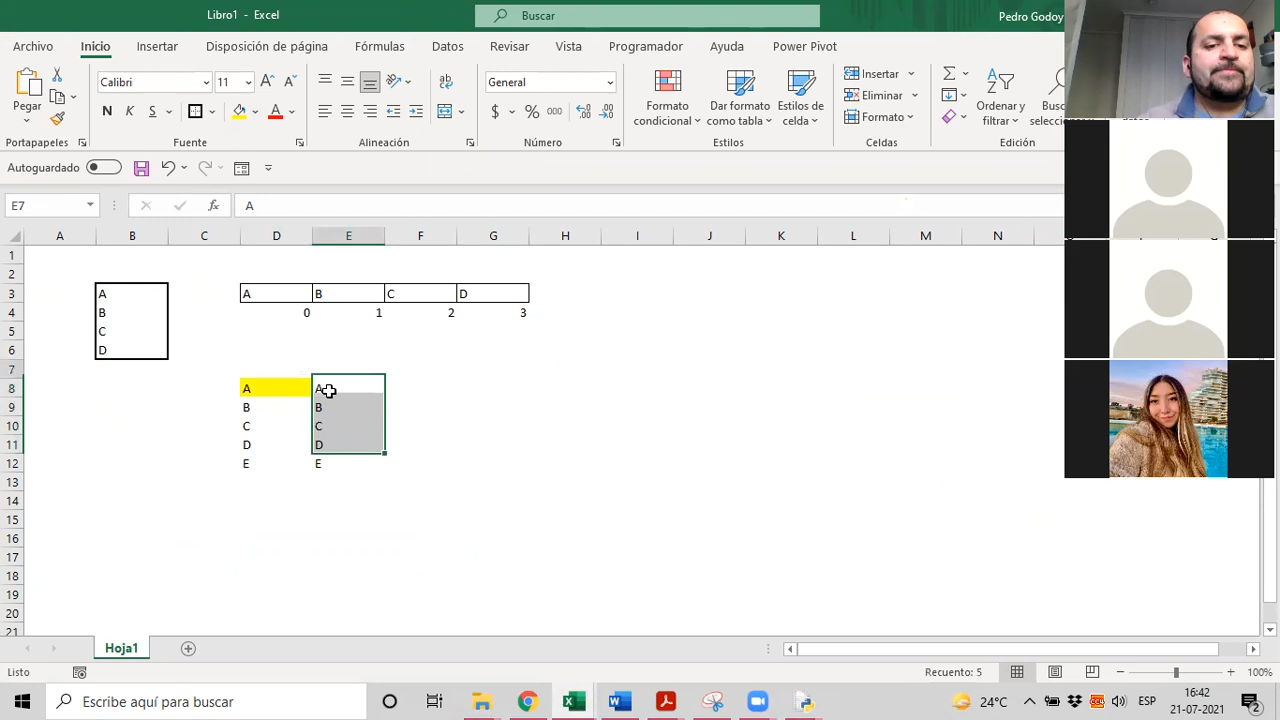 Libro1 - Excel
Buscar
Pedro Godoy
Archivo Inicio Insertar Disposición de página Fórmulas Datos Revisar Vista Programador Ayuda Power Pivot
Pegar
Calibri 11
N K S
General
$ % 000
Formato condicional
Dar formato como tabla
Estilos de celda
Insertar
Eliminar
Formato
Ordenar y filtrar
Portapapeles Fuente Alineación Número Estilos Celdas Edición
Autoguardado
E7 fx A
A B C D E F G H I J K L M N
1
2
3 A A B C D
4 B 0 1 2 3
5 C
6 D
7
8 A A
9 B B
10 C C
11 D D
12 E E
13
14
15
16
17
18
19
20
21
Hoja1
Listo Recuento: 5 100%
Escribe aquí para buscar
24°C ESP 16:42
21-07-2021 2